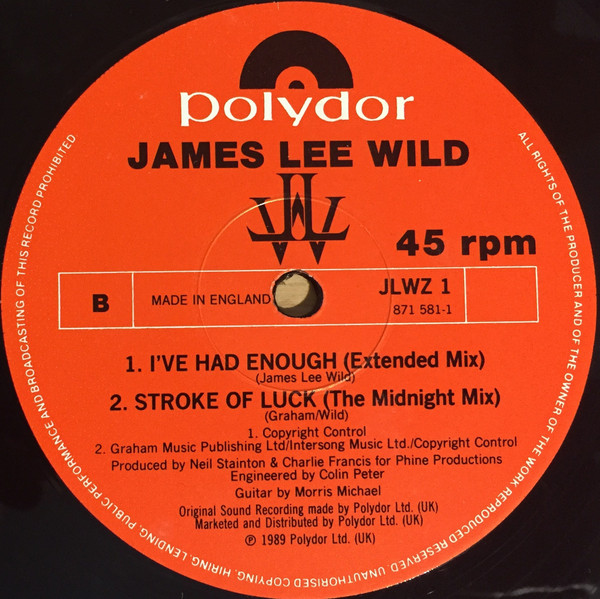 polydor
JAMES LEE WILD
JLW
45 rpm
B
MADE IN ENGLAND
JLWZ 1
871 581-1
1. I'VE HAD ENOUGH (Extended Mix)
(James Lee Wild)
2. STROKE OF LUCK (The Midnight Mix)
(Graham/Wild)
1. Copyright Control
2. Graham Music Publishing Ltd/Intersong Music Ltd./Copyright Control
Produced by Neil Stainton & Charlie Francis for Phine Productions
Engineered by Colin Peter
Guitar by Morris Michael
Original Sound Recording made by Polydor Ltd. (UK)
Marketed and Distributed by Polydor Ltd. (UK)
℗ 1989 Polydor Ltd. (UK)
ALL RIGHTS OF THE PRODUCER AND OF THE OWNER OF THE WORK REPRODUCED RESERVED. UNAUTHORISED COPYING, HIRING, LENDING, PUBLIC PERFORMANCE AND BROADCASTING OF THIS RECORD PROHIBITED